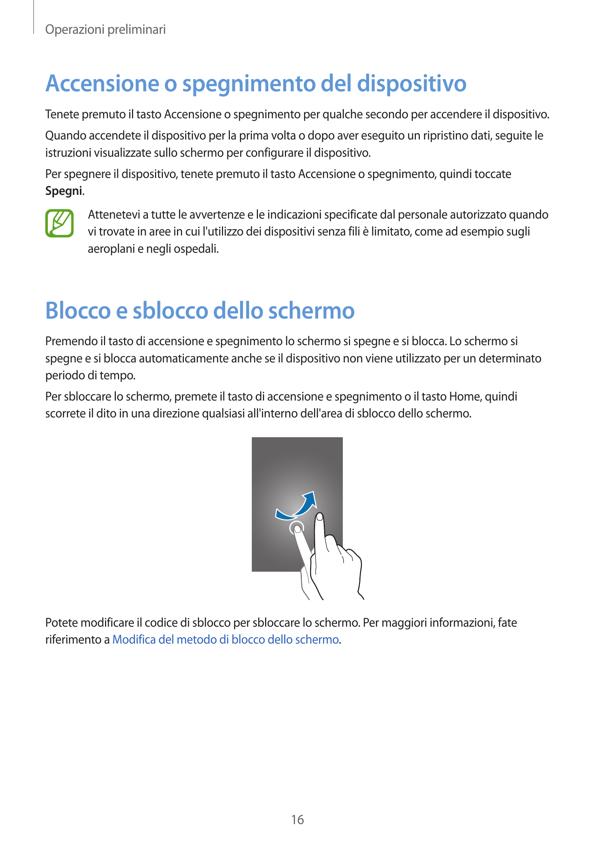 Operazioni preliminari
Accensione o spegnimento del dispositivo
Tenete premuto il tasto Accensione o spegnimento per qualche secondo per accendere il dispositivo.
Quando accendete il dispositivo per la prima volta o dopo aver eseguito un ripristino dati, seguite le
istruzioni visualizzate sullo schermo per configurare il dispositivo.
Per spegnere il dispositivo, tenete premuto il tasto Accensione o spegnimento, quindi toccate
Spegni.
Attenetevi a tutte le avvertenze e le indicazioni specificate dal personale autorizzato quando
vi trovate in aree in cui l'utilizzo dei dispositivi senza fili è limitato, come ad esempio sugli
aeroplani e negli ospedali.
Blocco e sblocco dello schermo
Premendo il tasto di accensione e spegnimento lo schermo si spegne e si blocca. Lo schermo si
spegne e si blocca automaticamente anche se il dispositivo non viene utilizzato per un determinato
periodo di tempo.
Per sbloccare lo schermo, premete il tasto di accensione e spegnimento o il tasto Home, quindi
scorrete il dito in una direzione qualsiasi all'interno dell'area di sblocco dello schermo.
Potete modificare il codice di sblocco per sbloccare lo schermo. Per maggiori informazioni, fate
riferimento a Modifica del metodo di blocco dello schermo.
16